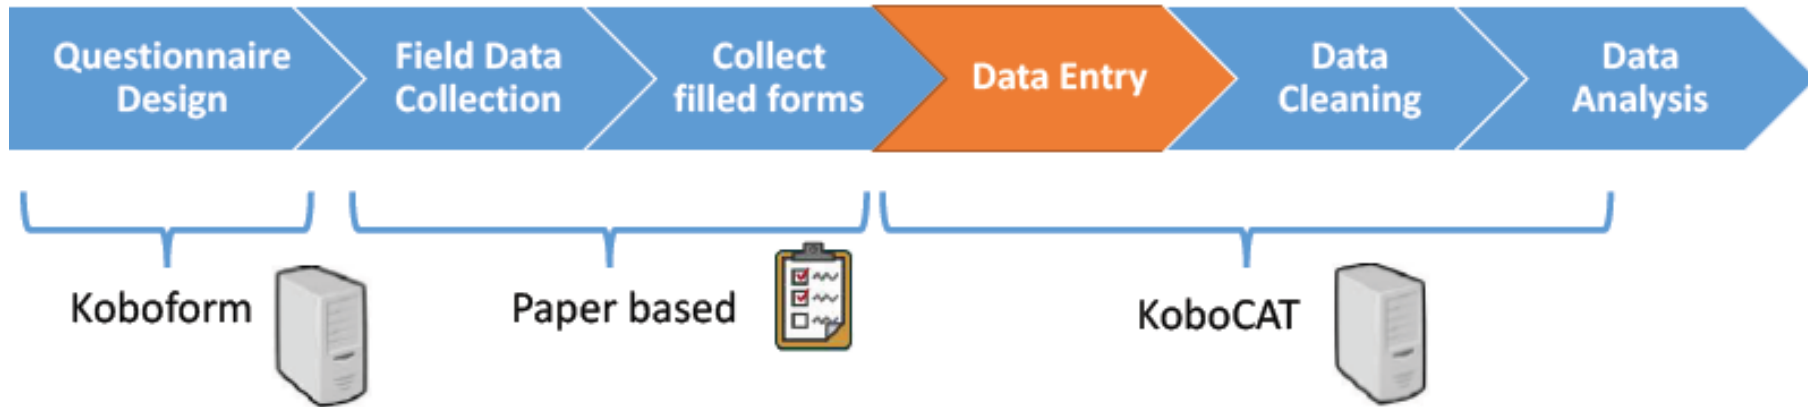 Questionnaire
Design
Field Data
Collection
Collect
filled forms
Data Entry
Data
Cleaning
Data
Analysis
Koboform
Paper based
KoboCAT